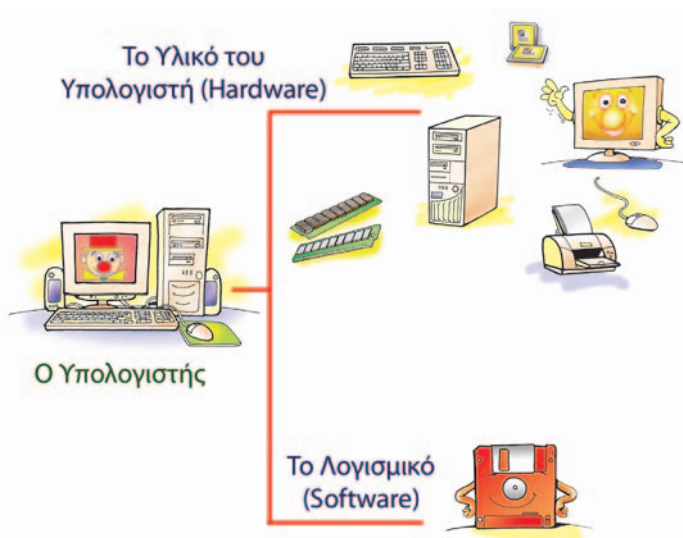 Το Υλικό του
Υπολογιστή (Hardware)
Ο Υπολογιστής
Το Λογισμικό
(Software)